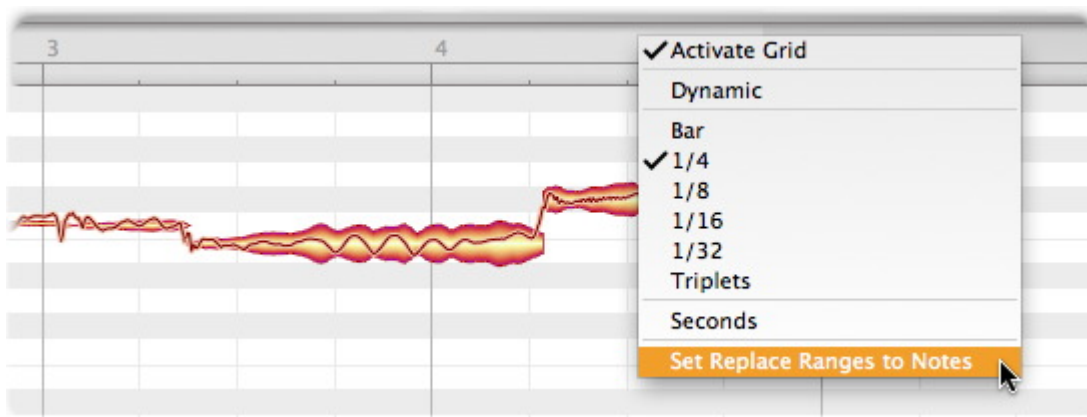 3 4
✓Activate Grid
Dynamic
Bar
✓1/4
1/8
1/16
1/32
Triplets
Seconds
Set Replace Ranges to Notes